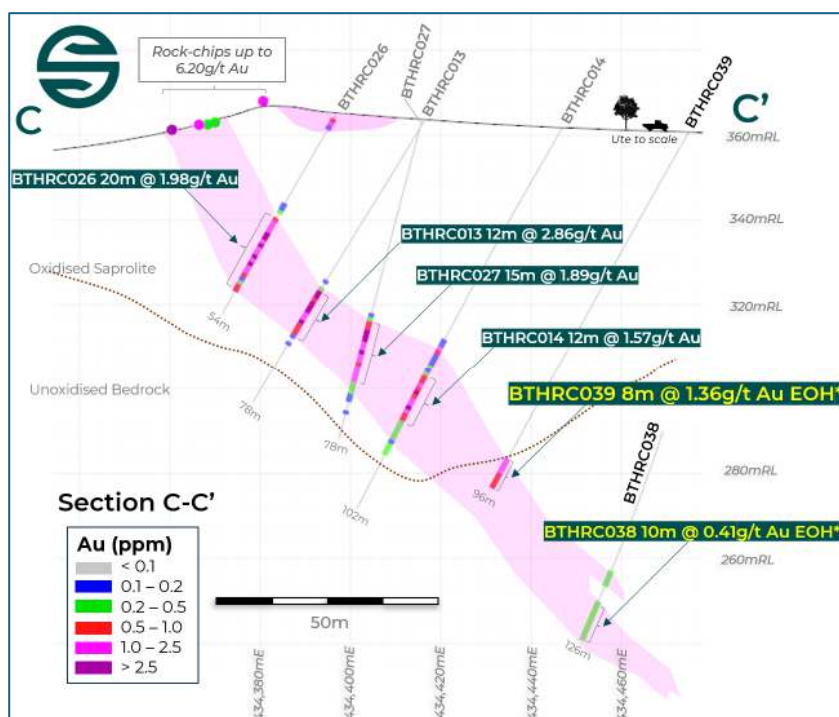 Rock-chips up to
6.20g/t Au
BTHRC026
BTHRC027
BTHRC013
BTHRC014
BTHRC039
C
C'
Ute to scale
360mRL
BTHRC026 20m @ 1.98g/t Au
340mRL
BTHRC013 12m @ 2.86g/t Au
Oxidised Saprolite
BTHRC027 15m @ 1.89g/t Au
54m
320mRL
BTHRC014 12m @ 1.57g/t Au
Unoxidised Bedrock
BTHRC039 8m @ 1.36g/t Au EOH*
78m
78m
BTHRC038
280mRL
96m
Section C-C'
102m
BTHRC038 10m @ 0.41g/t Au EOH*
Au (ppm)
< 0.1
0.1 – 0.2
0.2 – 0.5
0.5 – 1.0
1.0 – 2.5
> 2.5
260mRL
50m
126m
434,380mE
434,400mE
434,420mE
434,440mE
434,460mE